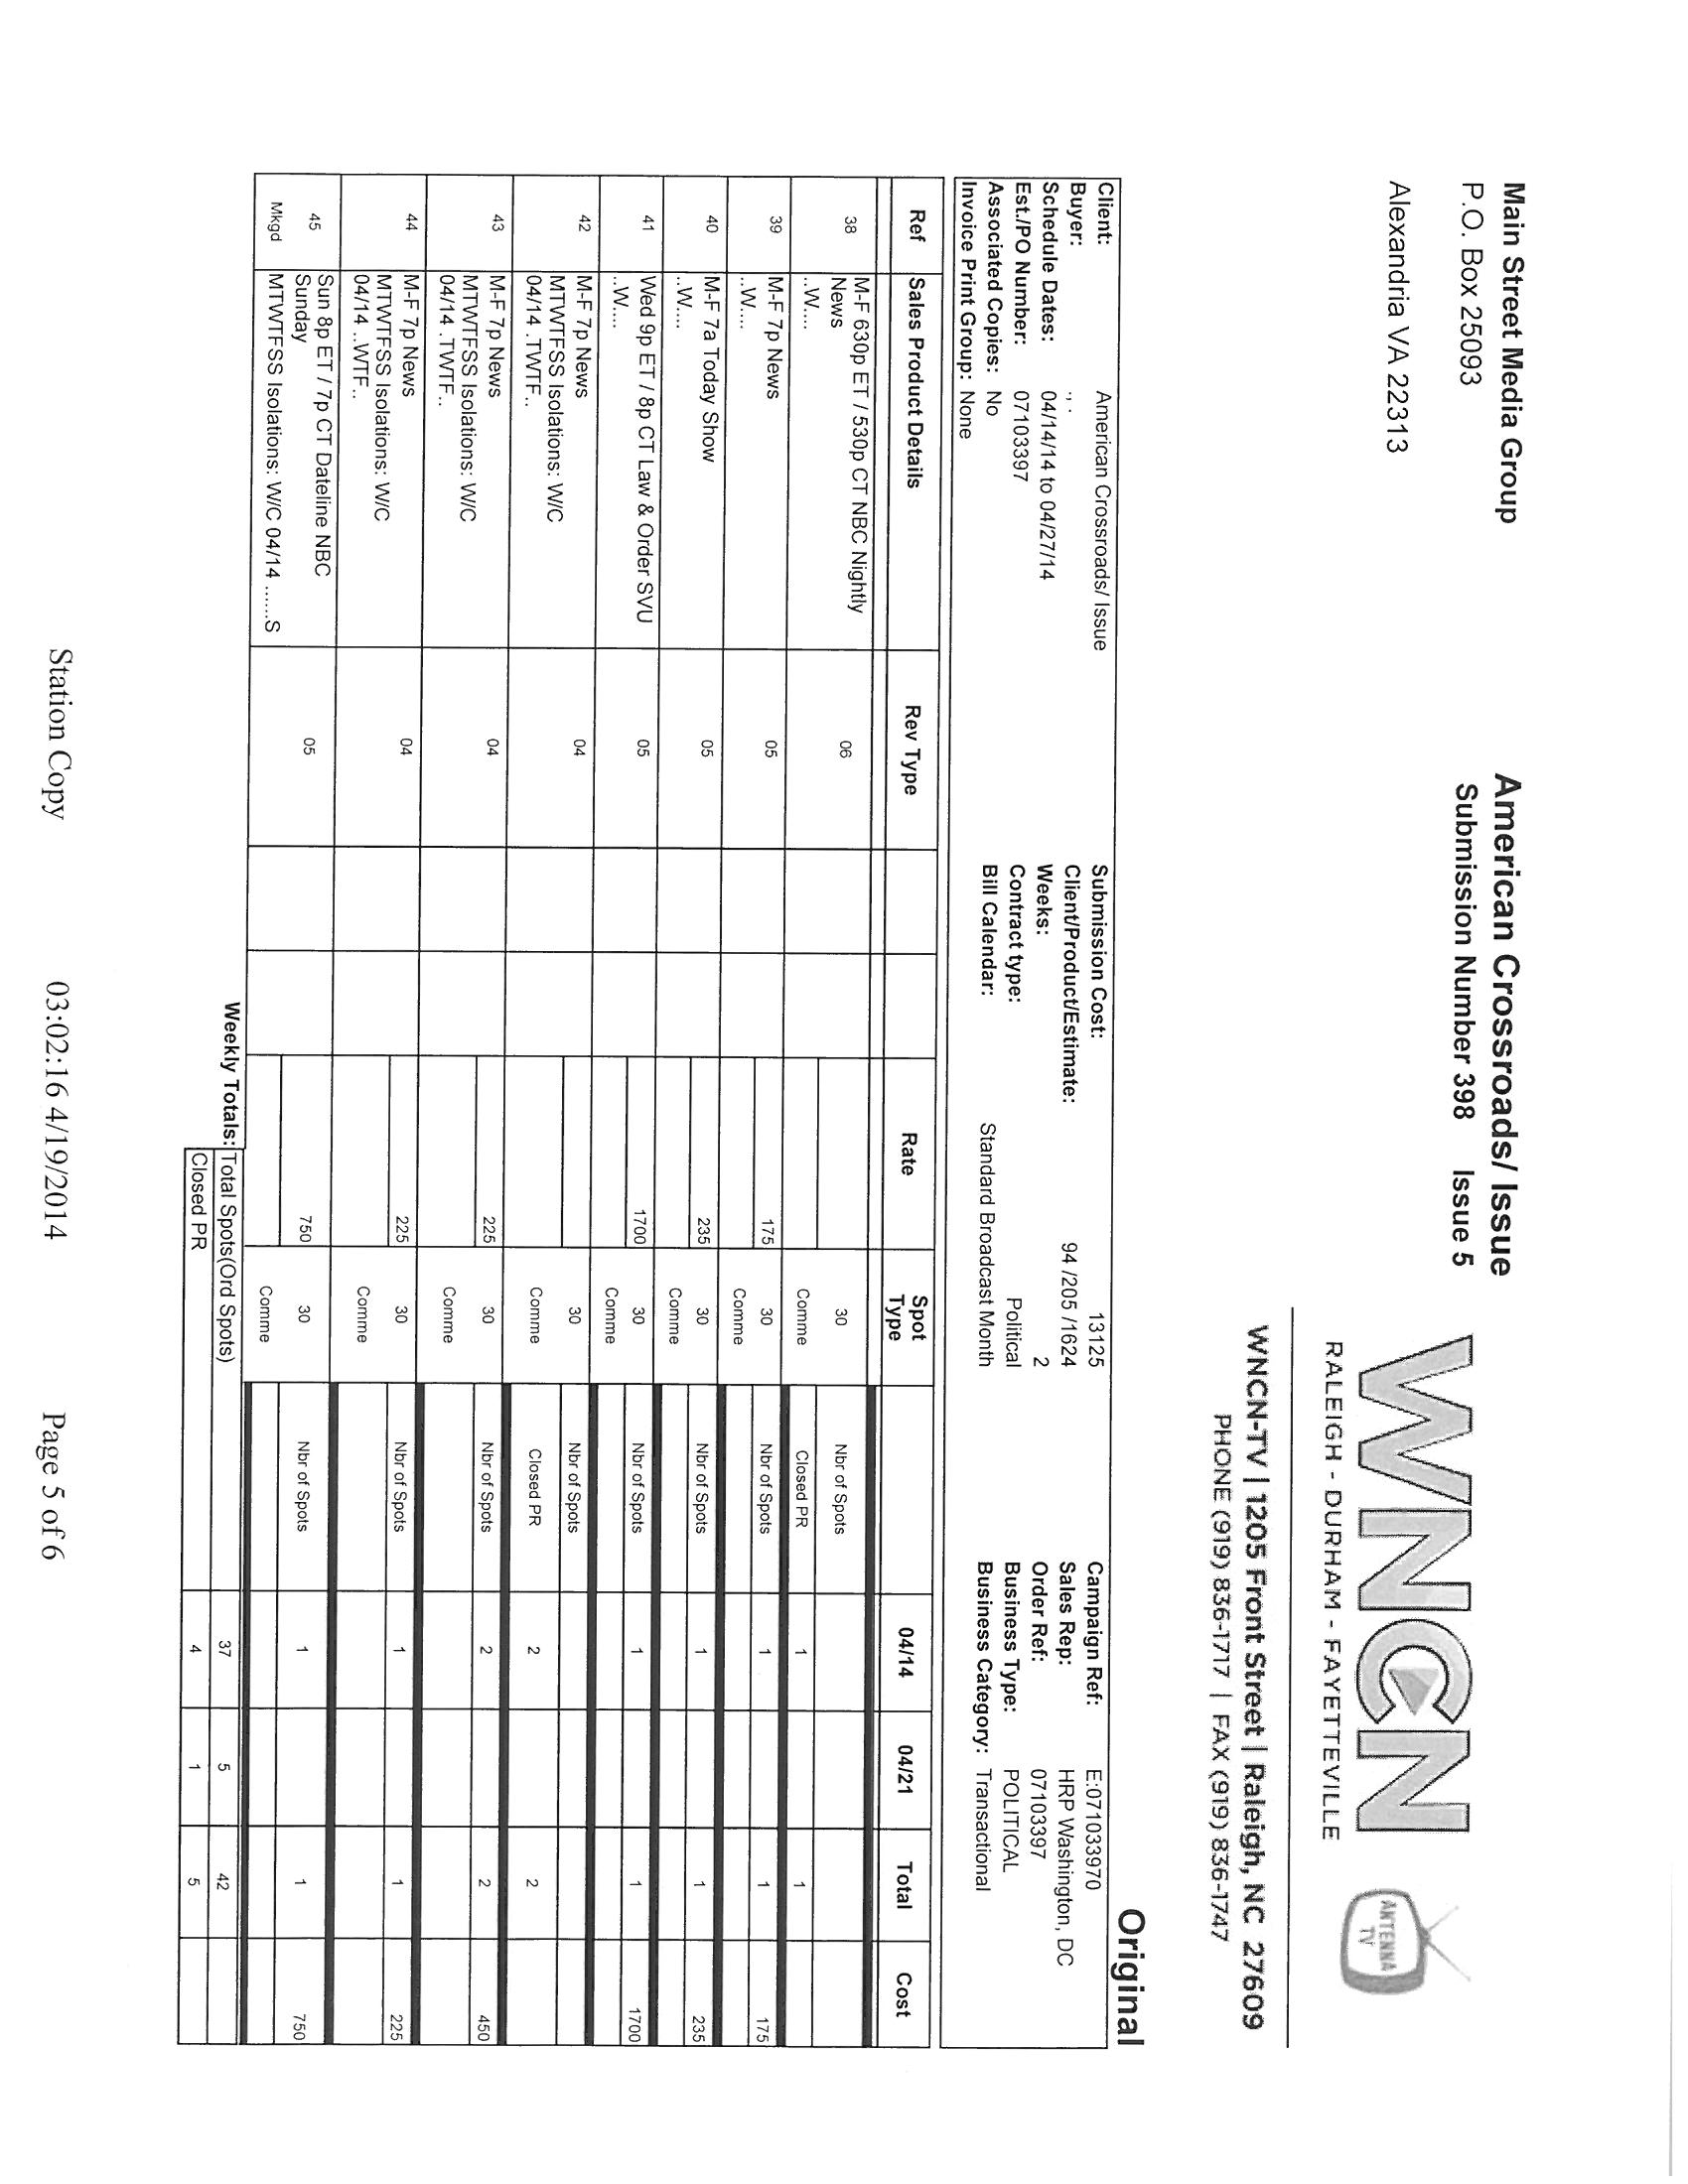 Main Street Media Group
P.O. Box 25093
Alexandria VA 22313
American Crossroads/ Issue
Submission Number 398 Issue 5
WNCN
RALEIGH - DURHAM - FAYETTEVILLE
ANTENNA TV
WNCN-TV | 1205 Front Street | Raleigh, NC 27609
PHONE (919) 836-1717 | FAX (919) 836-1747
Original
Client: American Crossroads/ Issue Submission Cost: 13125 Campaign Ref: E:071033970
Buyer: ., . Client/Product/Estimate: 94 /205 /1624 Sales Rep: HRP Washington, DC
Schedule Dates: 04/14/14 to 04/27/14 Weeks: 2 Order Ref: 07103397
Est./PO Number: 07103397 Contract type: Political Business Type: POLITICAL
Associated Copies: No Bill Calendar: Standard Broadcast Month Business Category: Transactional
Invoice Print Group: None
Ref Sales Product Details Rev Type Rate Spot Type 04/14 04/21 Total Cost
38 M-F 630p ET / 530p CT NBC Nightly 06 30 Nbr of Spots
News
..W.... Comme Closed PR 1 1
39 M-F 7p News 05 175 30 Nbr of Spots 1 1 175
..W.... Comme
40 M-F 7a Today Show 05 235 30 Nbr of Spots 1 1 235
..W.... Comme
41 Wed 9p ET / 8p CT Law & Order SVU 05 1700 30 Nbr of Spots 1 1 1700
..W.... Comme
42 M-F 7p News 04 30 Nbr of Spots
MTWTFSS Isolations: W/C
04/14 .TWTF.. Comme Closed PR 2 2
43 M-F 7p News 04 225 30 Nbr of Spots 2 2 450
MTWTFSS Isolations: W/C
04/14 .TWTF.. Comme
44 M-F 7p News 04 225 30 Nbr of Spots 1 1 225
MTWTFSS Isolations: W/C
04/14 ..WTF.. Comme
45 Sun 8p ET / 7p CT Dateline NBC 05 750 30 Nbr of Spots 1 1 750
Sunday
Mkgd MTWTFSS Isolations: W/C 04/14 ......S Comme
Weekly Totals: Total Spots(Ord Spots) 37 5 42
Closed PR 4 1 5
Station Copy 03:02:16 4/19/2014 Page 5 of 6